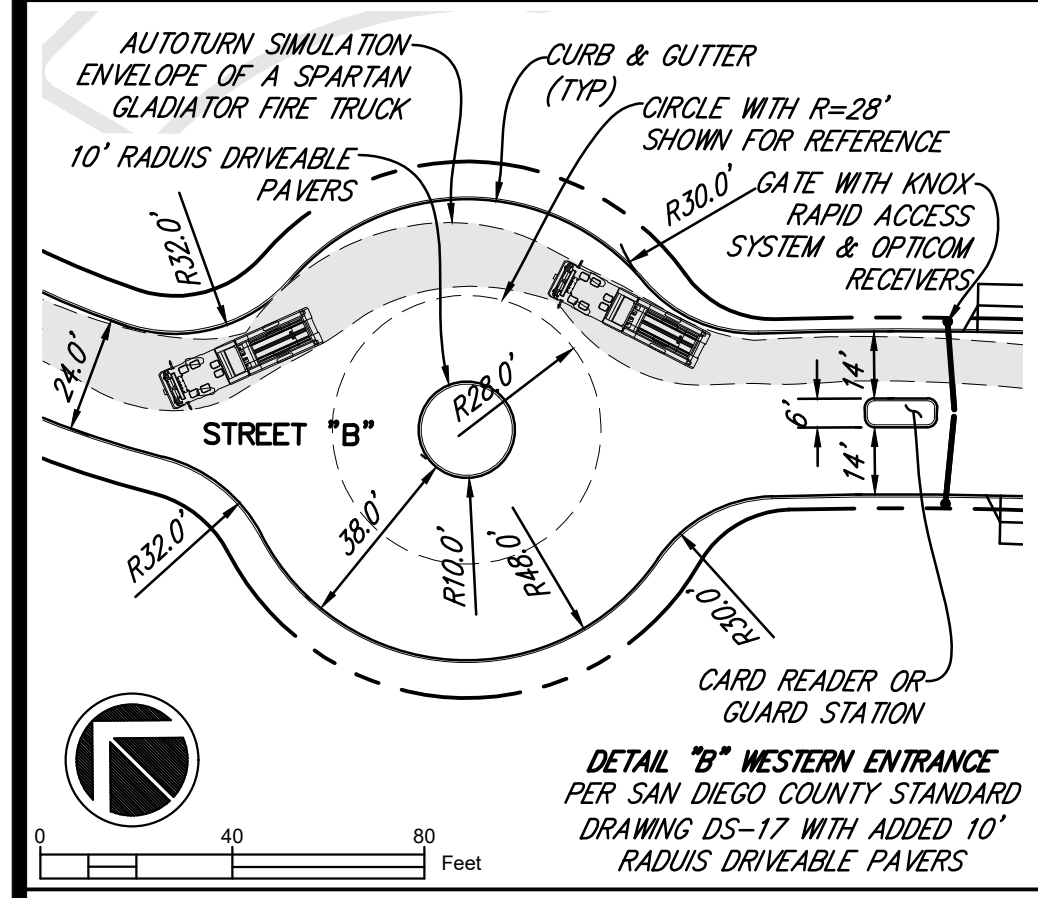 AUTOTURN SIMULATION
ENVELOPE OF A SPARTAN
GLADIATOR FIRE TRUCK
CURB & GUTTER
(TYP)
CIRCLE WITH R=28'
SHOWN FOR REFERENCE
10' RADUIS DRIVEABLE
PAVERS
GATE WITH KNOX
RAPID ACCESS
SYSTEM & OPTICOM
RECEIVERS
R32.0'
R30.0'
24.0'
R28.0'
14'
6'
14'
STREET "B"
R32.0'
38.0'
R10.0'
R48.0'
R30.0'
CARD READER OR
GUARD STATION
DETAIL "B" WESTERN ENTRANCE
PER SAN DIEGO COUNTY STANDARD
DRAWING DS-17 WITH ADDED 10'
RADUIS DRIVEABLE PAVERS
0 40 80
Feet